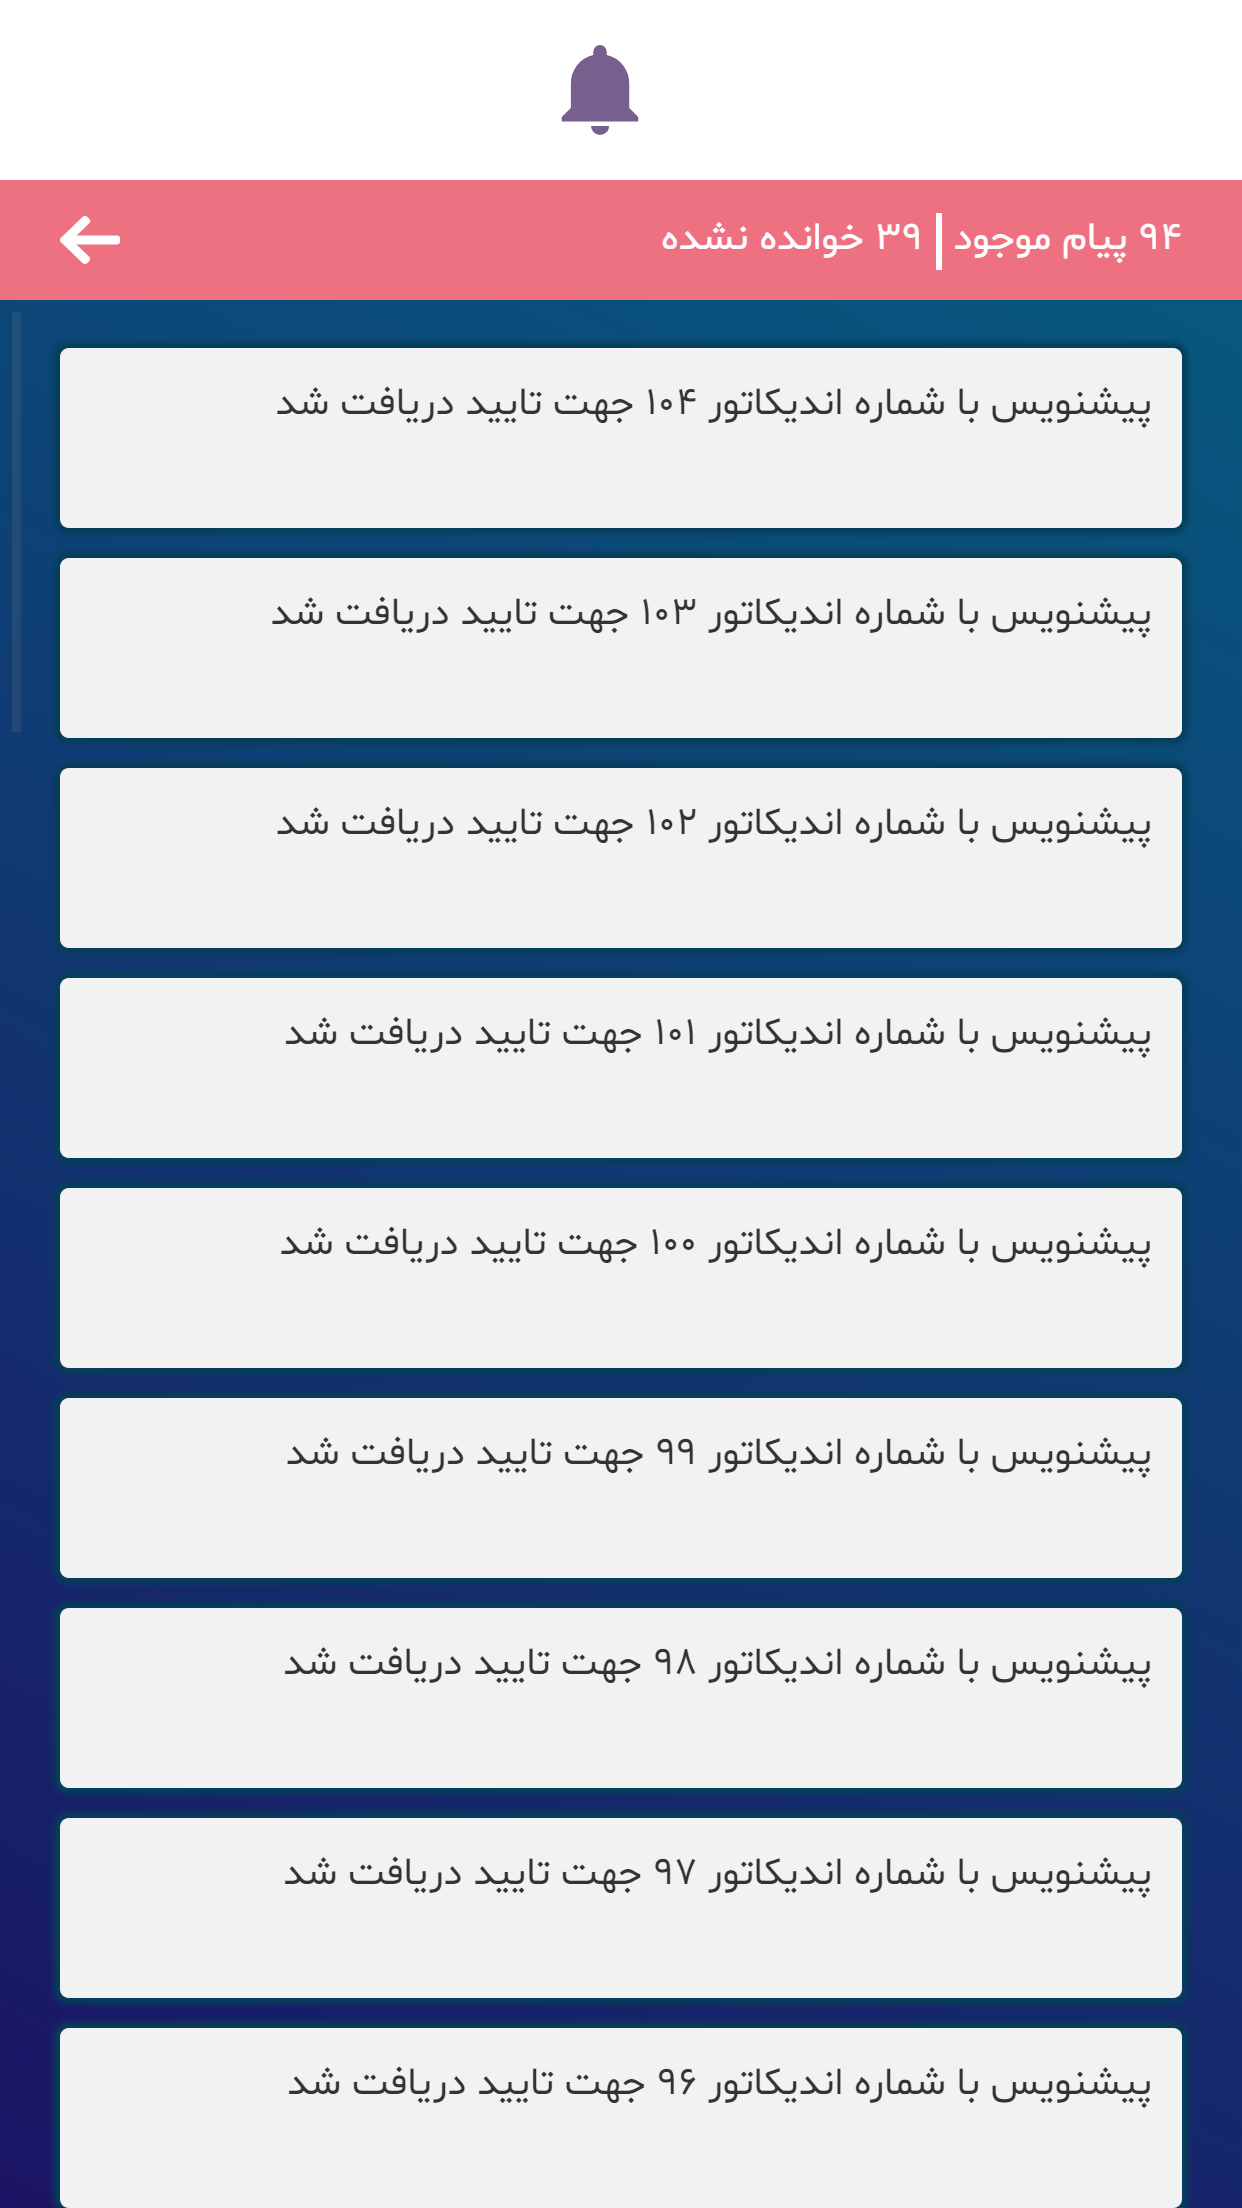 ۹۴ پیام موجود | ۳۹ خوانده نشده
پیشنویس با شماره اندیکاتور ۱۰۴ جهت تایید دریافت شد
پیشنویس با شماره اندیکاتور ۱۰۳ جهت تایید دریافت شد
پیشنویس با شماره اندیکاتور ۱۰۲ جهت تایید دریافت شد
پیشنویس با شماره اندیکاتور ۱۰۱ جهت تایید دریافت شد
پیشنویس با شماره اندیکاتور ۱۰۰ جهت تایید دریافت شد
پیشنویس با شماره اندیکاتور ۹۹ جهت تایید دریافت شد
پیشنویس با شماره اندیکاتور ۹۸ جهت تایید دریافت شد
پیشنویس با شماره اندیکاتور ۹۷ جهت تایید دریافت شد
پیشنویس با شماره اندیکاتور ۹۶ جهت تایید دریافت شد